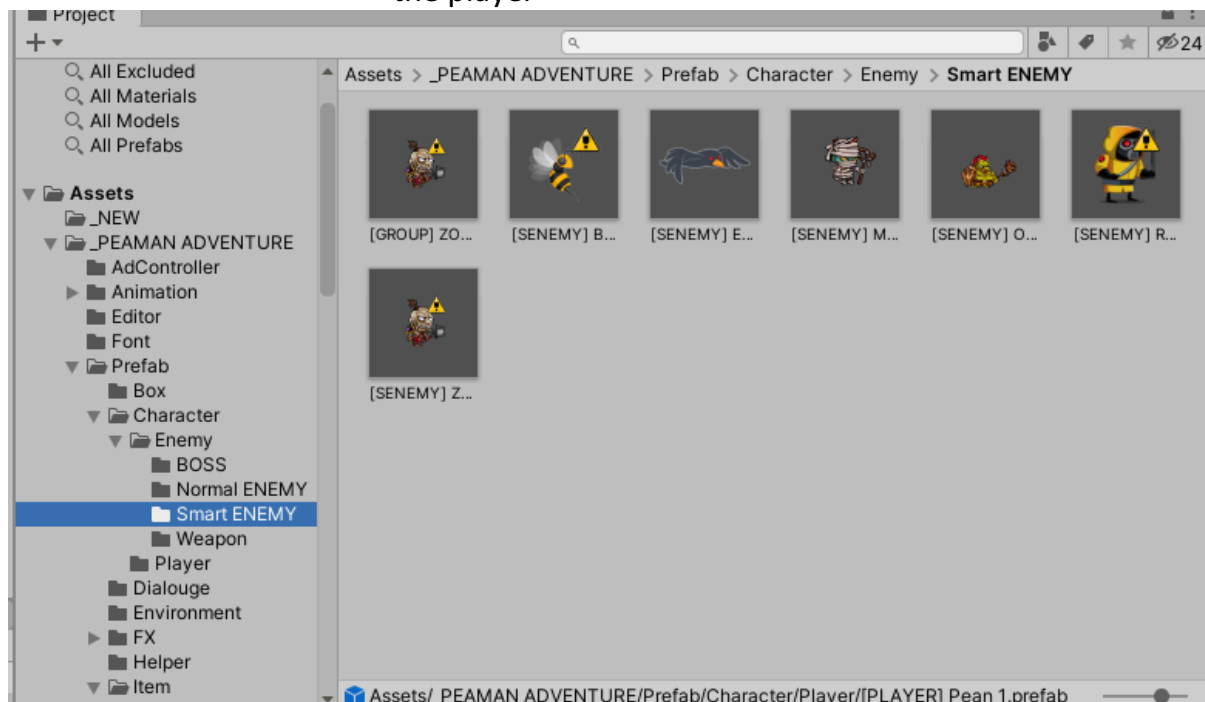 the player
Project
24
All Excluded
All Materials
All Models
All Prefabs
Assets
_NEW
_PEAMAN ADVENTURE
AdController
Animation
Editor
Font
Prefab
Box
Character
Enemy
BOSS
Normal ENEMY
Smart ENEMY
Weapon
Player
Dialouge
Environment
FX
Helper
Item
Assets > _PEAMAN ADVENTURE > Prefab > Character > Enemy > Smart ENEMY
[GROUP] ZO... [SENEMY] B... [SENEMY] E... [SENEMY] M... [SENEMY] O... [SENEMY] R...
[SENEMY] Z...
Assets/_PEAMAN ADVENTURE/Prefab/Character/Player/[PLAYER] Pean 1.prefab